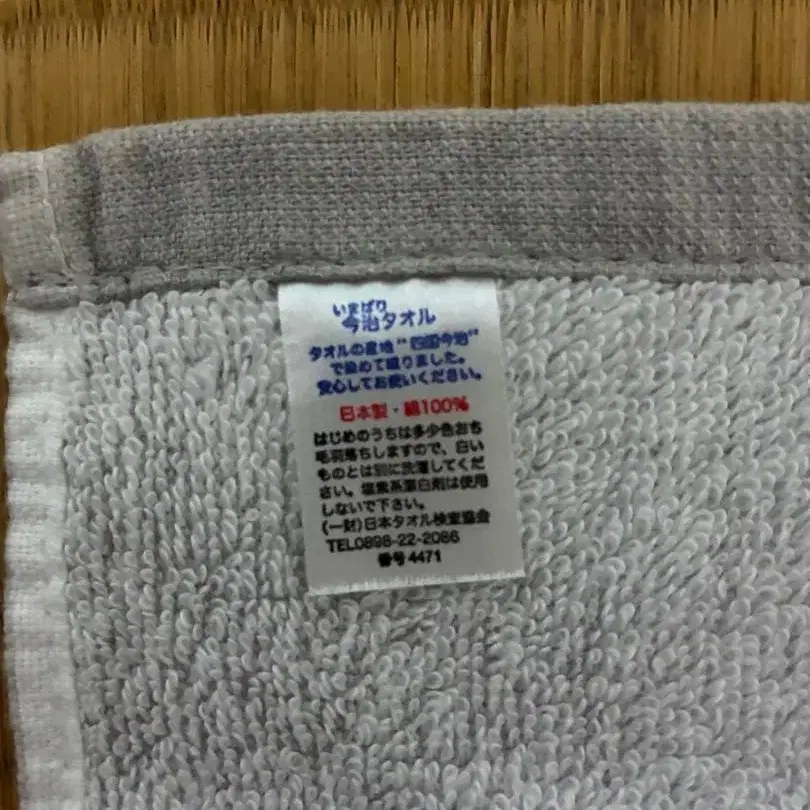 いまばり
今治タオル
タオルの産地"四国今治"
で染めて織りました。
安心してお使いください。
日本製・綿100%
はじめのうちは多少色おち
毛羽落ちしますので、白い
ものとは別に洗濯してくだ
さい。塩素系漂白剤は使用
しないで下さい。
(一財)日本タオル検査協会
TEL0898-22-2086
番号4471